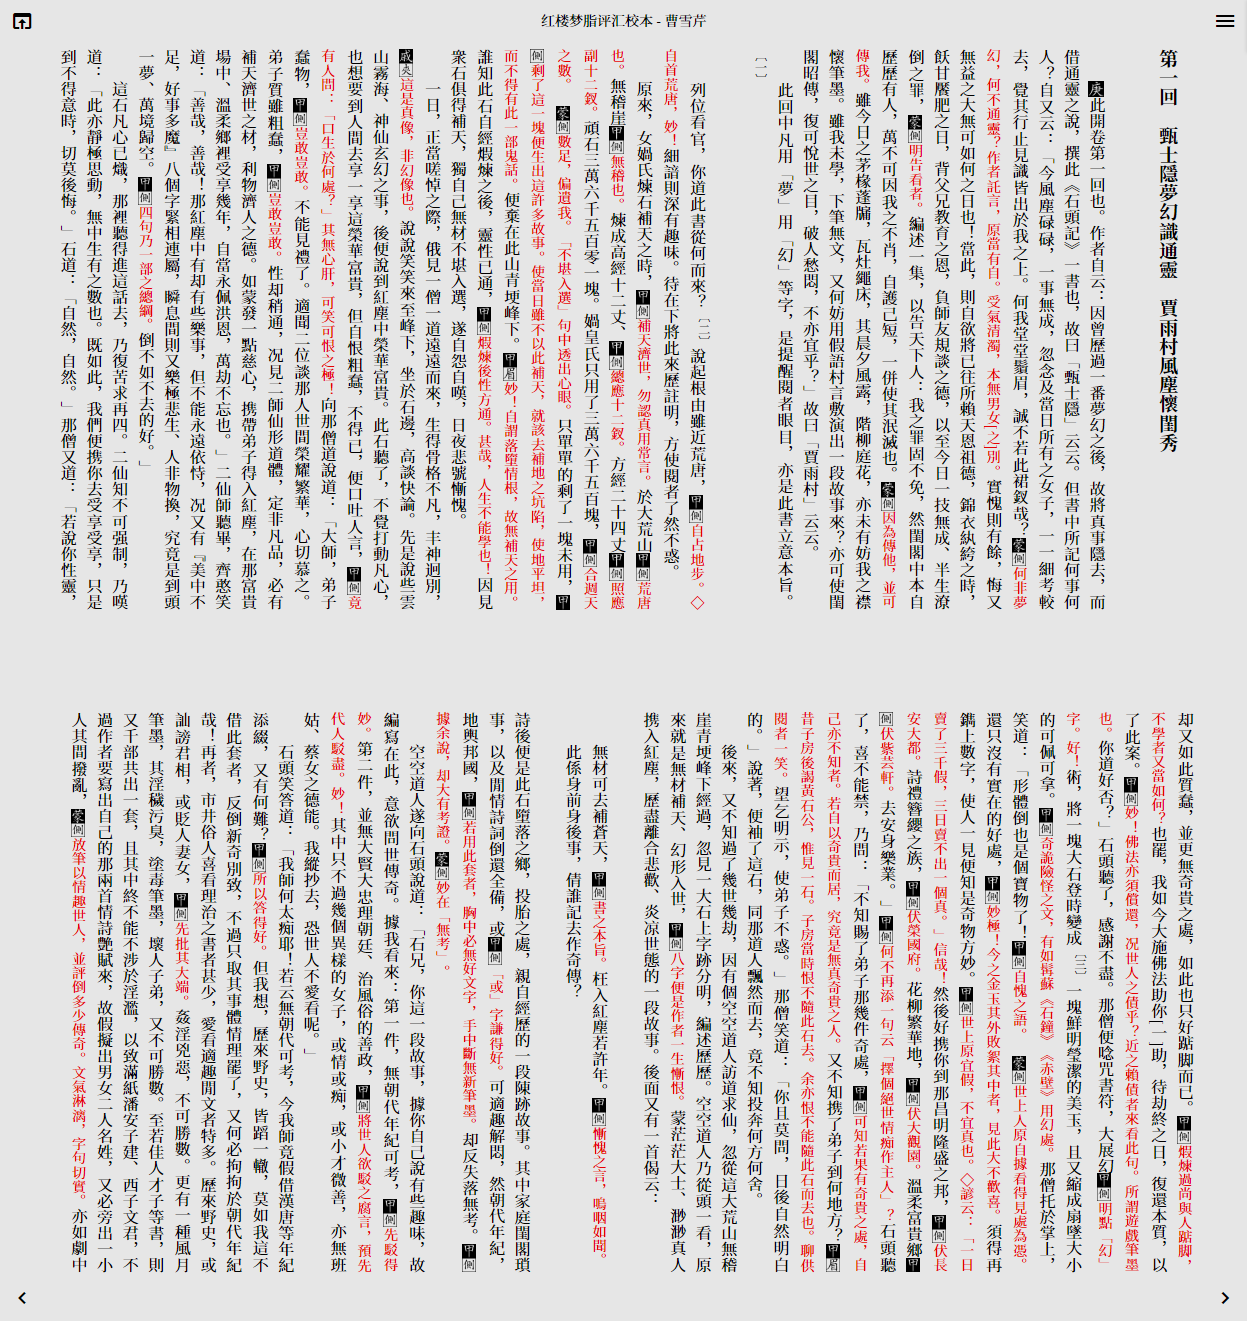 红楼梦脂评汇校本 - 曹雪芹
第一回　甄士隱夢幻識通靈　賈雨村風塵懷閨秀
庚此開卷第一回也。作者自云：因曾歷過一番夢幻之後，故將真事隱去，而
借通靈之說，撰此《石頭記》一書也，故曰「甄士隱」云云。但書中所記何事何
人？自又云：「今風塵碌碌，一事無成，忽念及當日所有之女子，一一細考較
去，覺其行止見識皆出於我之上。何我堂堂鬚眉，誠不若此裙釵哉？蒙側何非夢
幻，何不通靈？作者託言，原當有自。受氣清濁，本無男女[之]別。實愧則有餘，悔又
無益之大無可如何之日也！當此，則自欲將已往所賴天恩祖德，錦衣紈絝之時，
飫甘饜肥之日，背父兄教育之恩，負師友規談之德，以至今日一技無成、半生潦
倒之罪，蒙側明告看者。編述一集，以告天下人：我之罪固不免，然閨閣中本自
歷歷有人，萬不可因我之不肖，自護己短，一併使其泯滅也。蒙側因為傳他，並可
傳我。雖今日之茅椽蓬牖，瓦灶繩床，其晨夕風露，階柳庭花，亦未有妨我之襟
懷筆墨。雖我未學，下筆無文，又何妨用假語村言敷演出一段故事來？亦可使閨
閣昭傳，復可悅世之目，破人愁悶，不亦宜乎？」故曰「賈雨村」云云。
此回中凡用「夢」用「幻」等字，是提醒閱者眼目，亦是此書立意本旨。
〔一〕
列位看官，你道此書從何而來？〔二〕說起根由雖近荒唐，甲側自占地步。◇
自首荒唐，妙！細諳則深有趣味。待在下將此來歷註明，方使閱者了然不惑。
原來，女媧氏煉石補天之時，甲側補天濟世，勿認真用常言。於大荒山甲側荒唐
也。無稽崖甲側無稽也。煉成高經十二丈、甲側總應十二釵。方經二十四丈甲側照應
副十二釵。頑石三萬六千五百零一塊。媧皇氏只用了三萬六千五百塊，甲側合週天
之數。　蒙側數足，偏遺我。「不堪入選」句中透出心眼。只單單的剩了一塊未用，甲
側剩了這一塊便生出這許多故事。使當日雖不以此補天，就該去補地之坑陷，使地平坦，
而不得有此一部鬼話。便棄在此山青埂峰下。甲眉妙！自謂落墮情根，故無補天之用。
誰知此石自經煆煉之後，靈性已通，甲側煆煉後性方通。甚哉，人生不能學也！因見
衆石俱得補天，獨自己無材不堪入選，遂自怨自嘆，日夜悲號慚愧。
一日，正當嗟悼之際，俄見一僧一道遠遠而來，生得骨格不凡，丰神迥別，
戚夾這是真像，非幻像也。說說笑笑來至峰下，坐於石邊，高談快論。先是說些雲
山霧海、神仙玄幻之事，後便說到紅塵中榮華富貴。此石聽了，不覺打動凡心，
也想要到人間去享一享這榮華富貴，但自恨粗蠢，不得已，便口吐人言，甲側竟
有人問：「口生於何處？」其無心肝，可笑可恨之極！向那僧道說道：「大師，弟子
蠢物，甲側豈敢豈敢。不能見禮了。適聞二位談那人世間榮耀繁華，心切慕之。
弟子質雖粗蠢，甲側豈敢豈敢。性却稍通，況見二師仙形道體，定非凡品，必有
補天濟世之材，利物濟人之德。如蒙發一點慈心，携帶弟子得入紅塵，在那富貴
場中、溫柔鄉裡受享幾年，自當永佩洪恩，萬劫不忘也。」二仙師聽畢，齊憨笑
道：「善哉，善哉！那紅塵中有却有些樂事，但不能永遠依恃，况又有『美中不
足，好事多魔』八個字緊相連屬，瞬息間則又樂極悲生、人非物換，究竟是到頭
一夢、萬境歸空。甲側四句乃一部之總綱。倒不如不去的好。」
這石凡心已熾，那裡聽得進這話去，乃復苦求再四。二仙知不可强制，乃嘆
道：「此亦靜極思動，無中生有之數也。既如此，我們便携你去受享受享，只是
到不得意時，切莫後悔。」石道：「自然，自然。」那僧又道：「若說你性靈，
却又如此質蠢，並更無奇貴之處，如此也只好踮脚而已。甲側煆煉過尚與人踮脚，
不學者又當如何？也罷，我如今大施佛法助你[一]助，待劫終之日，復還本質，以
了此案。甲側妙！佛法亦須償還，况世人之債乎？近之賴債者來看此句。所謂遊戲筆墨
也。你道好否？」石頭聽了，感謝不盡。那僧便唸咒書符，大展幻甲側明點「幻」
字。好！術，將一塊大石登時變成〔三〕一塊鮮明瑩潔的美玉，且又縮成扇墜大小
的可佩可拿。甲側奇詭險怪之文，有如髯蘇《石鐘》《赤壁》用幻處。那僧托於掌上，
笑道：「形體倒也是個寶物了！甲側自愧之語。　蒙側世上人原自據看得見處為憑。
還只沒有實在的好處，甲側妙極！今之金玉其外敗絮其中者，見此大不歡喜。須得再
鐫上數字，使人一見便知是奇物方妙。甲側世上原宜假，不宜真也。◇諺云：「一日
賣了三千假，三日賣不出一個真。」信哉！然後好携你到那昌明隆盛之邦，甲側伏長
安大都。詩禮簪纓之族，甲側伏榮國府。花柳繁華地，甲側伏大觀園。溫柔富貴鄉甲
側伏紫芸軒。去安身樂業。」甲側何不再添一句云「擇個絕世情痴作主人」？石頭聽
了，喜不能禁，乃問：「不知賜了弟子那幾件奇處，甲側可知若果有奇貴之處，自
己亦不知者。若自以奇貴而居，究竟是無真奇貴之人。又不知携了弟子到何地方？甲眉
昔子房後謁黃石公，惟見一石。子房當時恨不隨此石去。余亦恨不能隨此石而去也。聊供
閱者一笑。望乞明示，使弟子不惑。」那僧笑道：「你且莫問，日後自然明白
的。」說著，便袖了這石，同那道人飄然而去，竟不知投奔何方何舍。
後來，又不知過了幾世幾劫，因有個空空道人訪道求仙，忽從這大荒山無稽
崖青埂峰下經過，忽見一大石上字跡分明，編述歷歷。空空道人乃從頭一看，原
來就是無材補天、幻形入世，甲側八字便是作者一生慚恨。蒙茫茫大士、渺渺真人
携入紅塵，歷盡離合悲歡、炎凉世態的一段故事。後面又有一首偈云：
無材可去補蒼天，甲側書之本旨。枉入紅塵若許年。甲側慚愧之言，嗚咽如聞。
此係身前身後事，倩誰記去作奇傳？
詩後便是此石墮落之鄉，投胎之處，親自經歷的一段陳跡故事。其中家庭閨閣瑣
事，以及閒情詩詞倒還全備，或甲側「或」字謙得好。可適趣解悶，然朝代年紀，
地輿邦國，甲側若用此套者，胸中必無好文字，手中斷無新筆墨。却反失落無考。甲側
據余說，却大有考證。蒙側妙在「無考」。
空空道人遂向石頭說道：「石兄，你這一段故事，據你自己說有些趣味，故
編寫在此，意欲問世傳奇。據我看來：第一件，無朝代年紀可考，甲側先駁得
妙。第二件，並無大賢大忠理朝廷、治風俗的善政，甲側將世人欲駁之腐言，預先
代人駁盡。妙！其中只不過幾個異樣的女子，或情或痴，或小才微善，亦無班
姑、蔡女之德能。我縱抄去，恐世人不愛看呢。」
石頭笑答道：「我師何太痴耶！若云無朝代可考，今我師竟假借漢唐等年紀
添綴，又有何難？甲側所以答得好。但我想，歷來野史，皆蹈一轍，莫如我這不
借此套者，反倒新奇別致，不過只取其事體情理罷了，又何必拘拘於朝代年紀
哉！再者，市井俗人喜看理治之書者甚少，愛看適趣閒文者特多。歷來野史，或
訕謗君相，或貶人妻女，甲側先批其大端。姦淫兇惡，不可勝數。更有一種風月
筆墨，其淫穢污臭，塗毒筆墨，壞人子弟，又不可勝數。至若佳人才子等書，則
又千部共出一套，且其中終不能不涉於淫濫，以致滿紙潘安子建、西子文君，不
過作者要寫出自己的那兩首情詩艷賦來，故假擬出男女二人名姓，又必旁出一小
人其間撥亂，蒙側放筆以情趣世人，並評倒多少傳奇。文氣淋漓，字句切實。亦如劇中